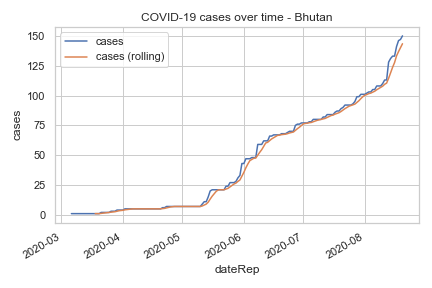 COVID-19 cases over time - Bhutan
cases
cases (rolling)
150
125
100
75
50
25
0
cases
2020-03
2020-04
2020-05
2020-06
2020-07
2020-08
dateRep